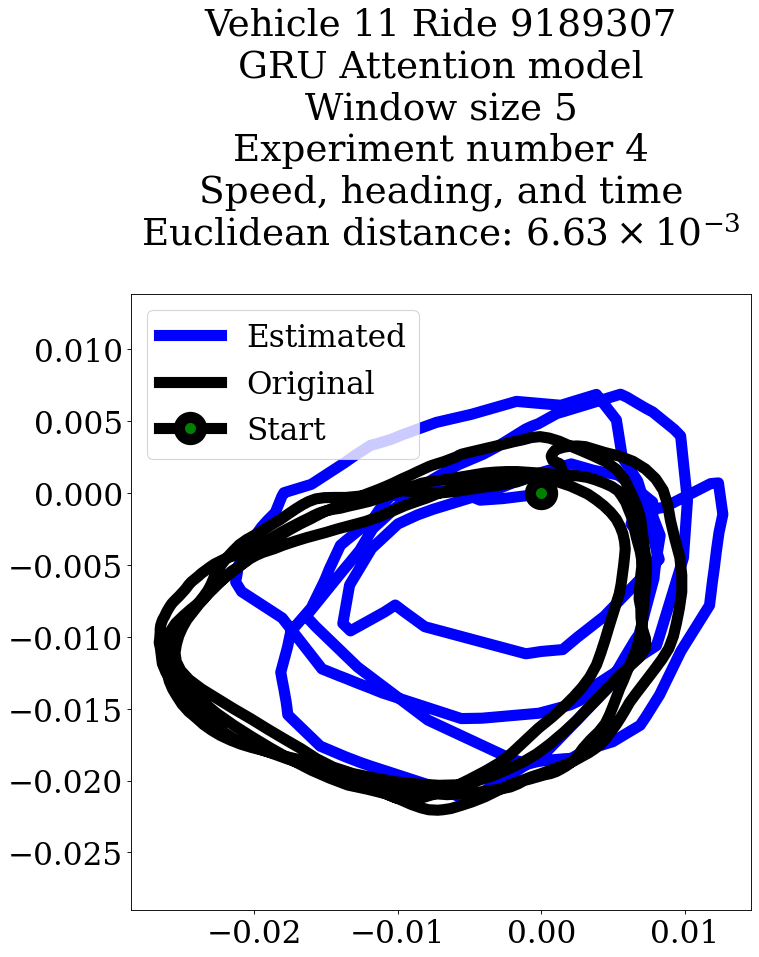 Vehicle 11 Ride 9189307
GRU Attention model
Window size 5
Experiment number 4
Speed, heading, and time
Euclidean distance: 6.63 × 10⁻³
Estimated
Original
Start
0.010
0.005
0.000
−0.005
−0.010
−0.015
−0.020
−0.025
−0.02
−0.01
0.00
0.01